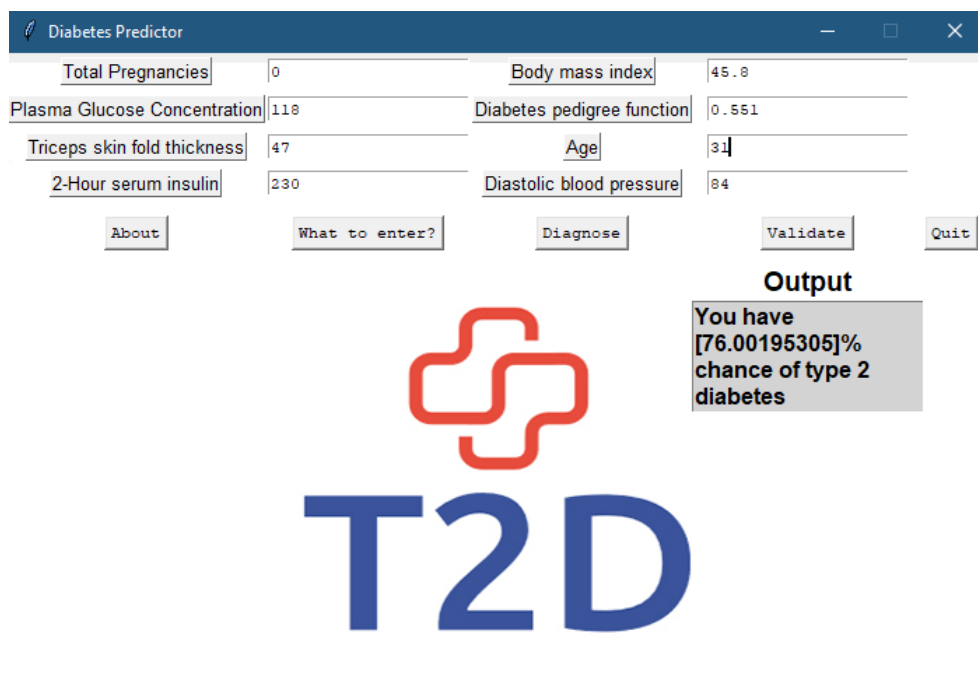 Diabetes Predictor
Total Pregnancies 0 Body mass index 45.8
Plasma Glucose Concentration 118 Diabetes pedigree function 0.551
Triceps skin fold thickness 47 Age 31
2-Hour serum insulin 230 Diastolic blood pressure 84
About What to enter? Diagnose Validate Quit
Output
You have
[76.00195305]%
chance of type 2
diabetes
T2D